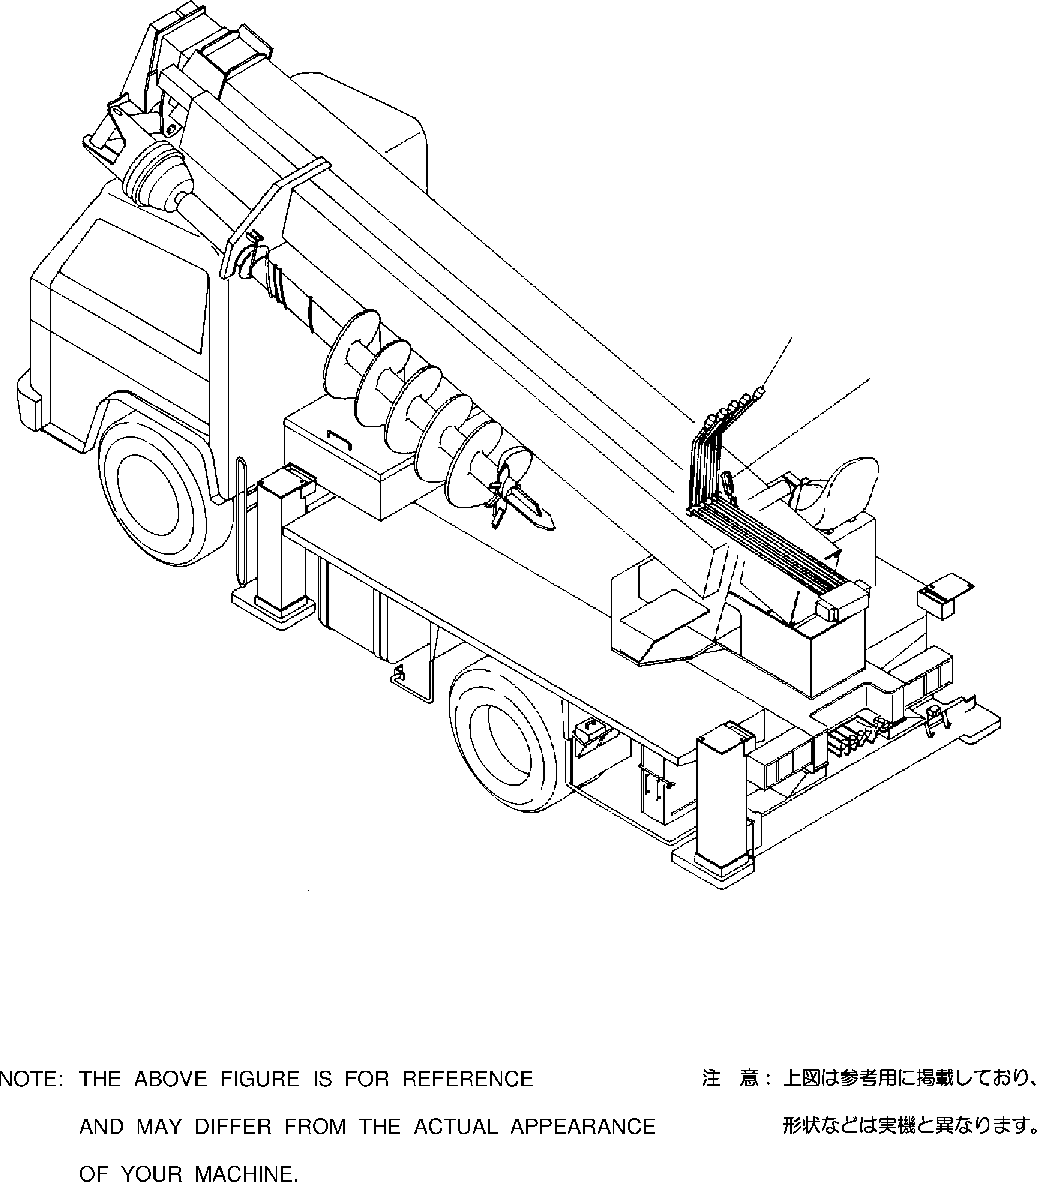 NOTE: THE ABOVE FIGURE IS FOR REFERENCE
AND MAY DIFFER FROM THE ACTUAL APPEARANCE
OF YOUR MACHINE.
注 意: 上図は参考用に掲載しており、
形状などは実機と異なります。